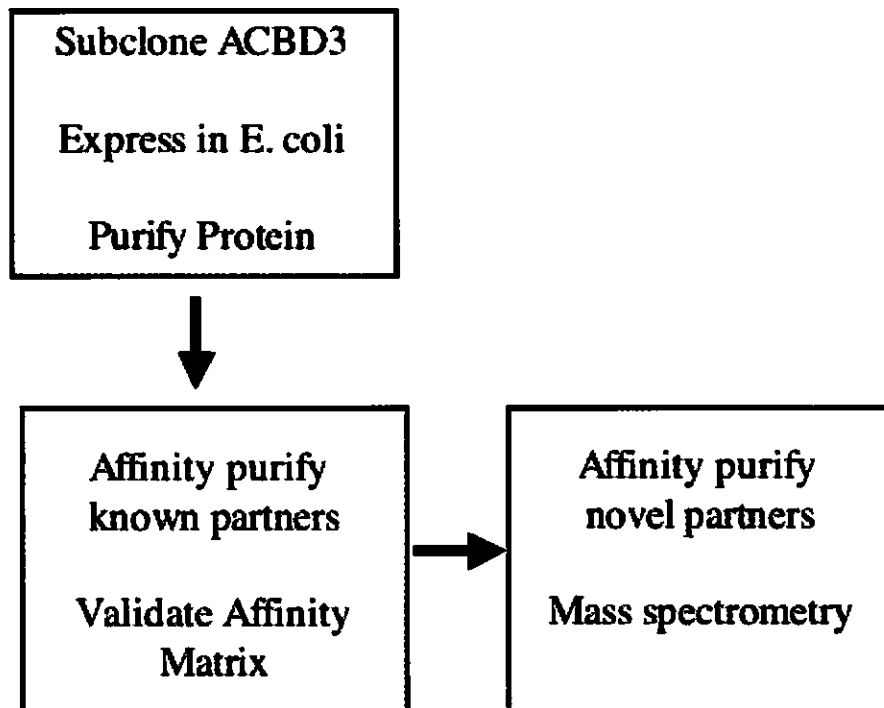 Subclone ACBD3
Express in E. coli
Purify Protein
Affinity purify
known partners
Validate Affinity
Matrix
Affinity purify
novel partners
Mass spectrometry